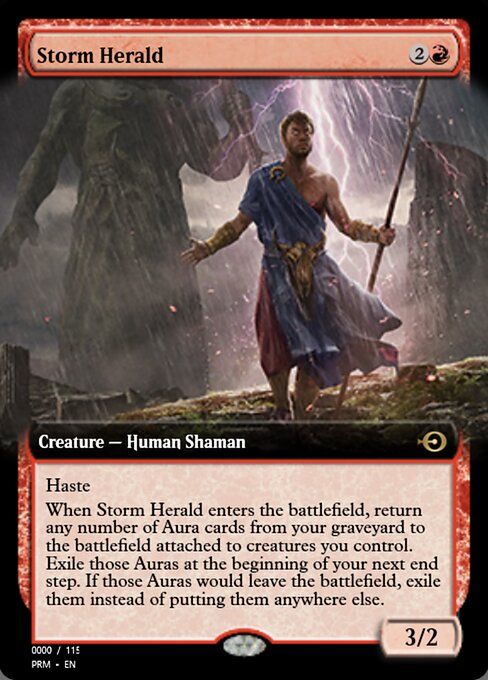 Storm Herald
2
Creature — Human Shaman
Haste
When Storm Herald enters the battlefield, return
any number of Aura cards from your graveyard to
the battlefield attached to creatures you control.
Exile those Auras at the beginning of your next end
step. If those Auras would leave the battlefield, exile
them instead of putting them anywhere else.
3/2
0000 / 115
PRM • EN